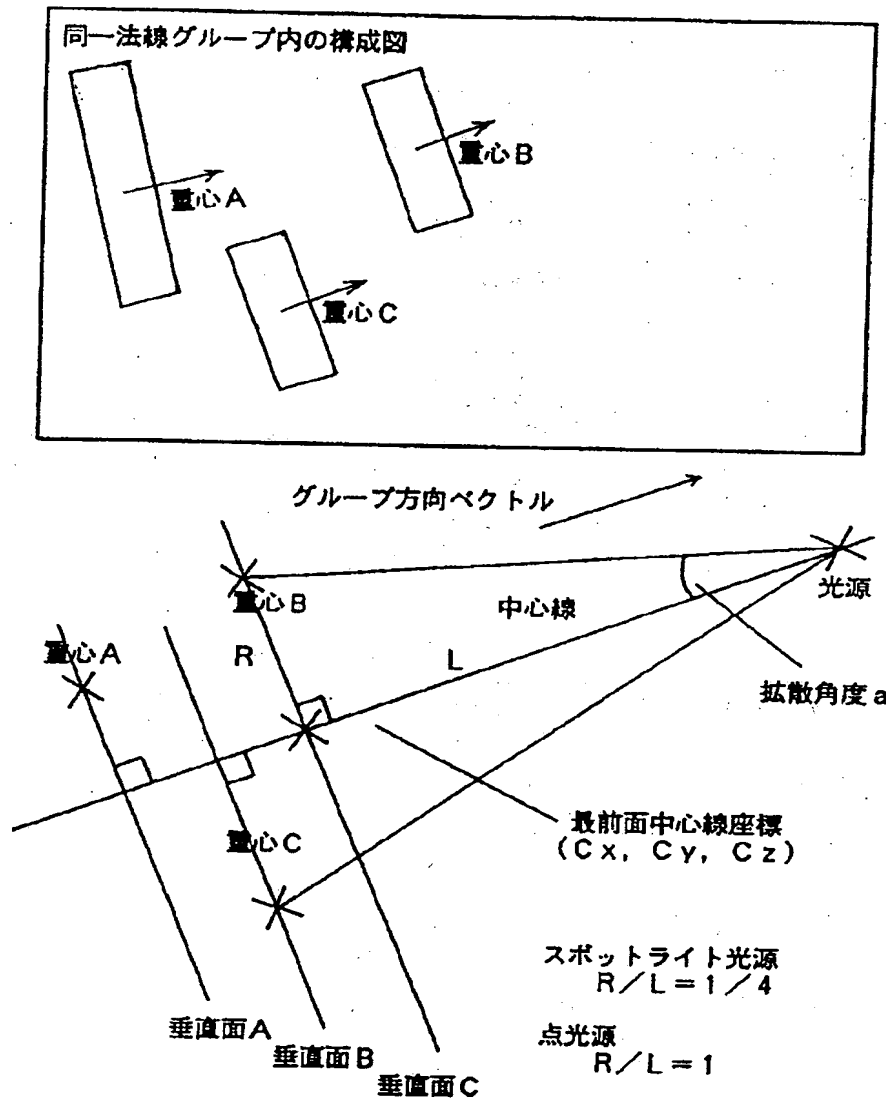 同一法線グループ内の構成図
重心B
重心A
重心C
グループ方向ベクトル
光源
重心B
中心線
重心A
R
L
拡散角度a
最前面中心線座標
(Cx, Cy, Cz)
重心C
スポットライト光源
R/L=1/4
垂直面A
点光源
垂直面B
R/L=1
垂直面C